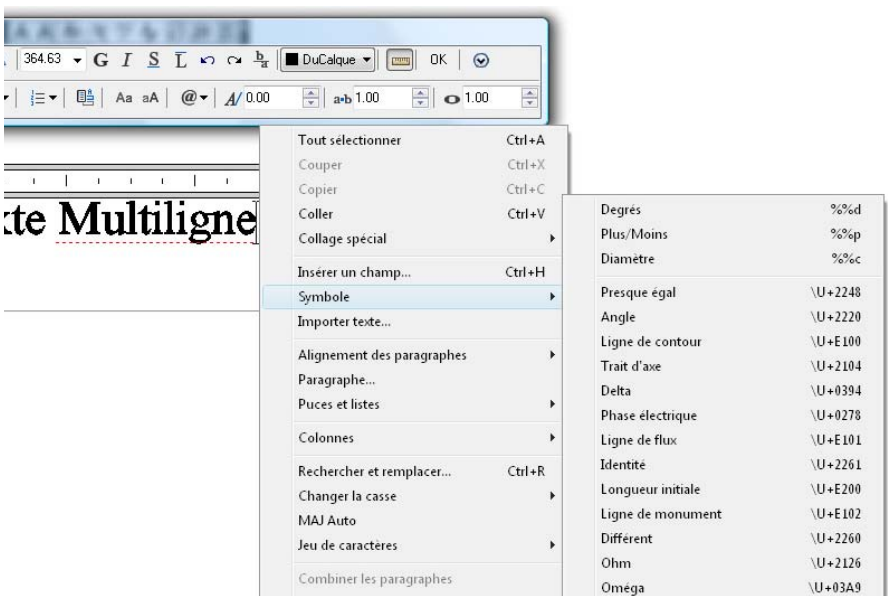 364.63 G I S L b/a DuCalque OK
Aa aA @ A/ 0.00 a•b 1.00 1.00
Tout sélectionner Ctrl+A
Couper Ctrl+X
Copier Ctrl+C
Coller Ctrl+V
Collage spécial
Insérer un champ... Ctrl+H
Symbole
Importer texte...
Alignement des paragraphes
Paragraphe...
Puces et listes
Colonnes
Rechercher et remplacer... Ctrl+R
Changer la casse
MAJ Auto
Jeu de caractères
Combiner les paragraphes
xte Multiligne
Degrés %%d
Plus/Moins %%p
Diamètre %%c
Presque égal \U+2248
Angle \U+2220
Ligne de contour \U+E100
Trait d'axe \U+2104
Delta \U+0394
Phase électrique \U+0278
Ligne de flux \U+E101
Identité \U+2261
Longueur initiale \U+E200
Ligne de monument \U+E102
Différent \U+2260
Ohm \U+2126
Oméga \U+03A9